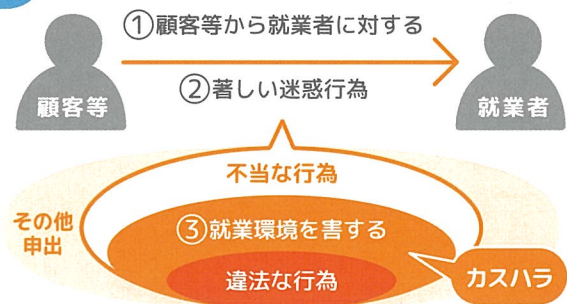 ①顧客等から就業者に対する
②著しい迷惑行為
顧客等
就業者
不当な行為
その他
申出
③就業環境を害する
違法な行為
カスハラ